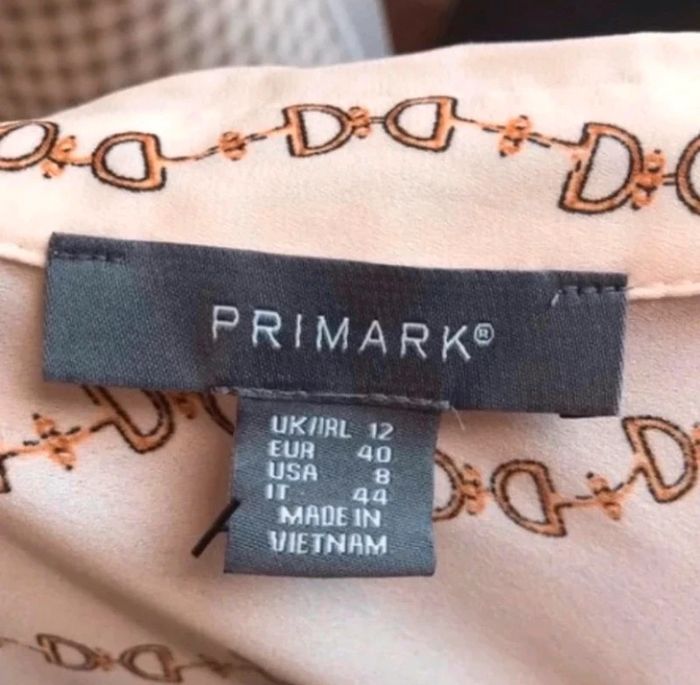 PRIMARK®
UK/IRL 12
EUR 40
USA 8
IT 44
MADE IN
VIETNAM